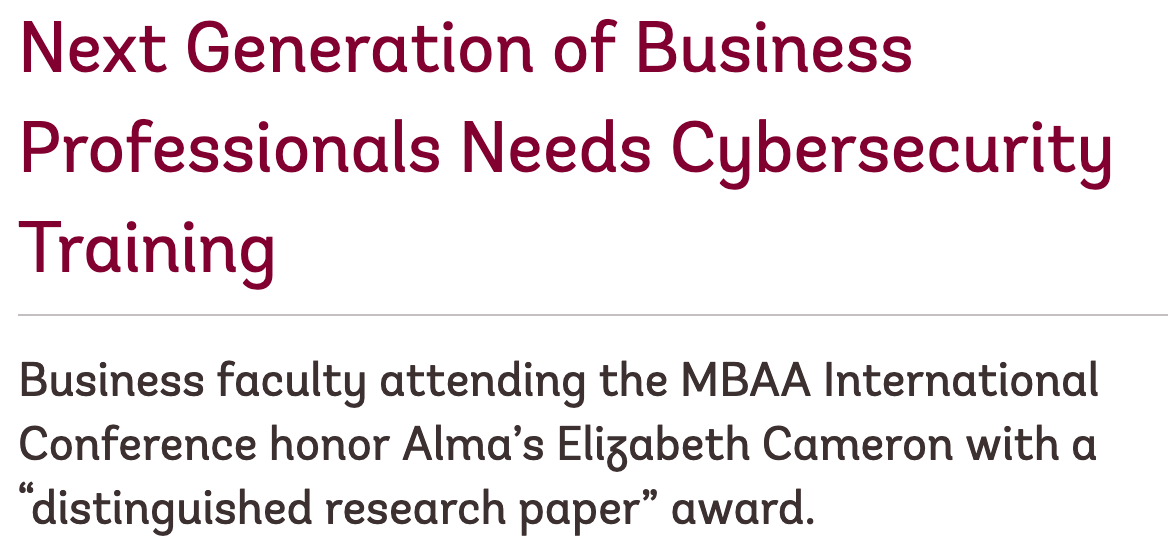 Next Generation of Business
Professionals Needs Cybersecurity
Training
Business faculty attending the MBAA International
Conference honor Alma’s Elizabeth Cameron with a
“distinguished research paper” award.